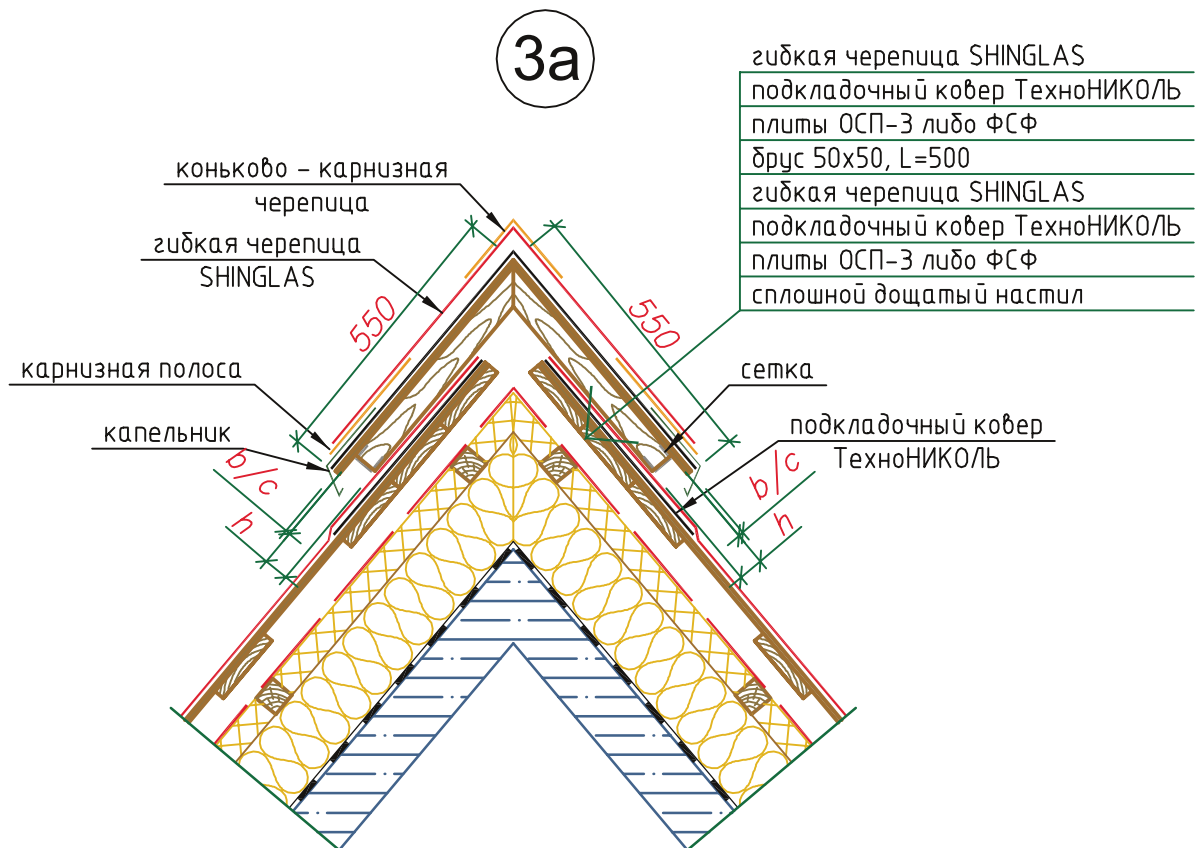 3а
гибкая черепица SHINGLAS
подкладочный ковер ТехноНИКОЛЬ
плиты ОСП-3 либо ФСФ
брус 50х50, L=500
гибкая черепица SHINGLAS
подкладочный ковер ТехноНИКОЛЬ
плиты ОСП-3 либо ФСФ
сплошной дощатый настил
коньково - карнизная
черепица
гибкая черепица
SHINGLAS
550
550
карнизная полоса
сетка
капельник
подкладочный ковер
ТехноНИКОЛЬ
b/c
h
b/c
h